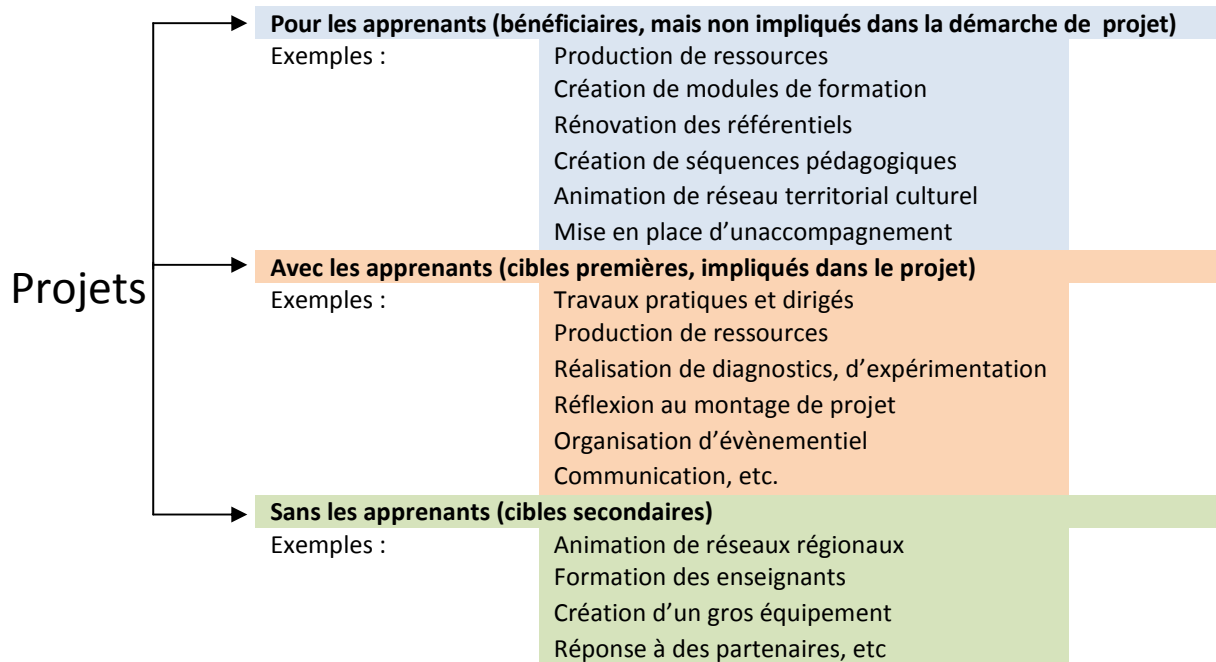 Pour les apprenants (bénéficiaires, mais non impliqués dans la démarche de projet)
Exemples : Production de ressources
Création de modules de formation
Rénovation des référentiels
Création de séquences pédagogiques
Animation de réseau territorial culturel
Mise en place d’unaccompagnement
Projets
Avec les apprenants (cibles premières, impliqués dans le projet)
Exemples : Travaux pratiques et dirigés
Production de ressources
Réalisation de diagnostics, d’expérimentation
Réflexion au montage de projet
Organisation d’évènementiel
Communication, etc.
Sans les apprenants (cibles secondaires)
Exemples : Animation de réseaux régionaux
Formation des enseignants
Création d’un gros équipement
Réponse à des partenaires, etc